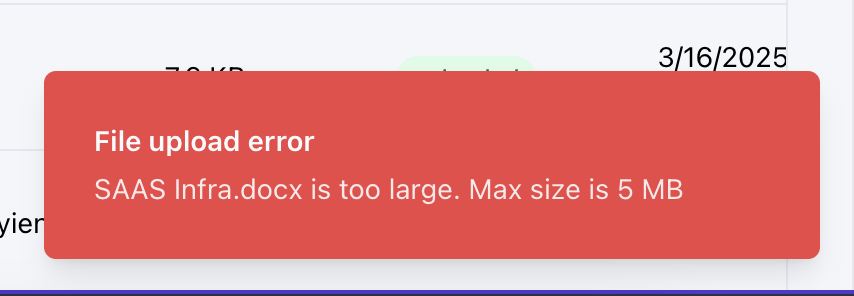 3/16/2025
File upload error
SAAS Infra.docx is too large. Max size is 5 MB